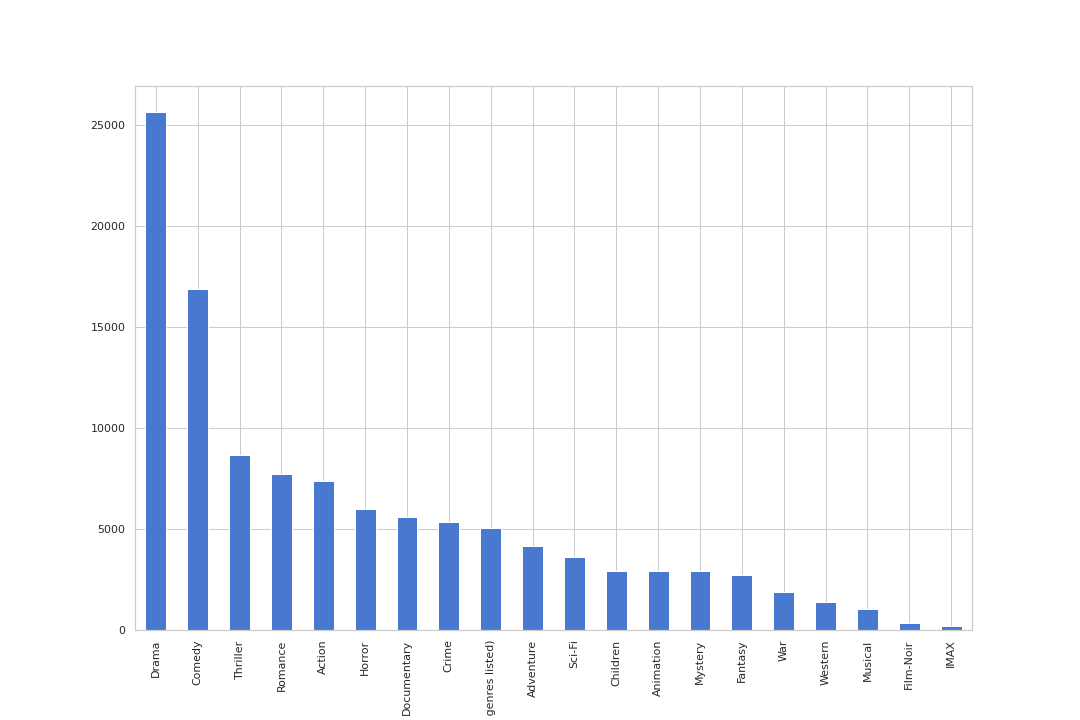 25000
20000
15000
10000
5000
0
Drama
Comedy
Thriller
Romance
Action
Horror
Documentary
Crime
genres listed)
Adventure
Sci-Fi
Children
Animation
Mystery
Fantasy
War
Western
Musical
Film-Noir
IMAX